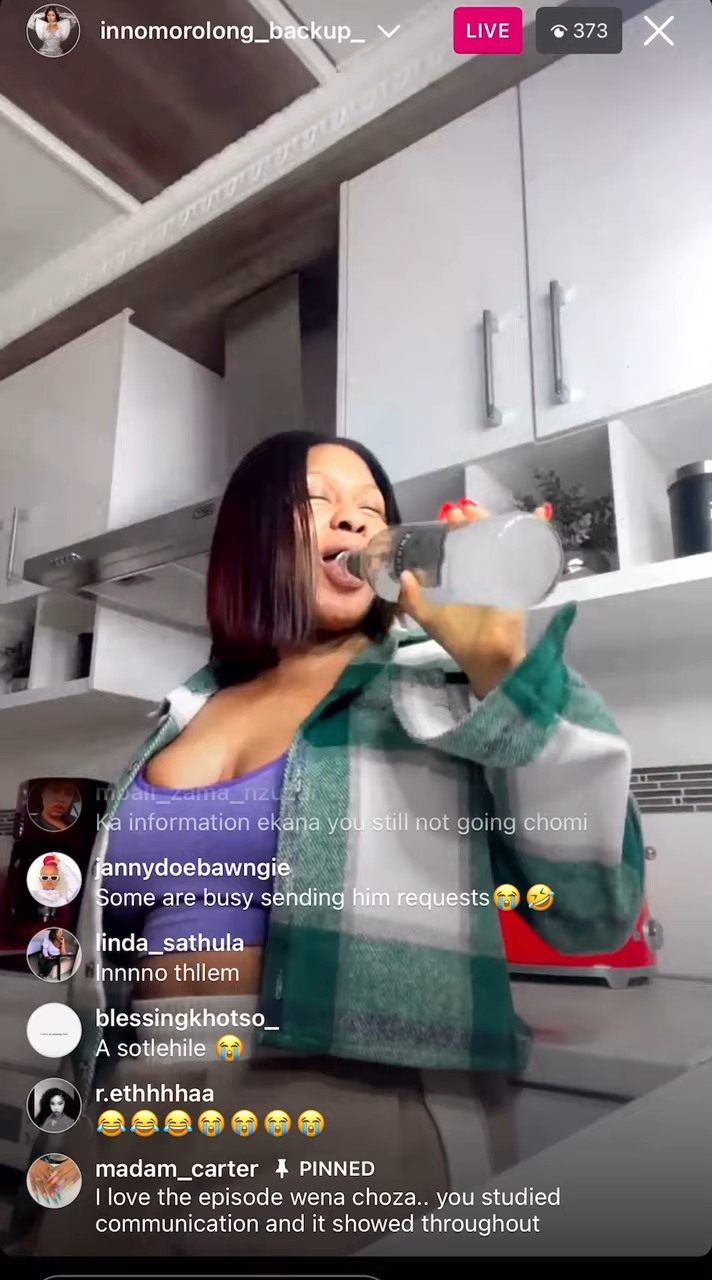 innomorolong_backup_
LIVE
373
Ka information ekana you still not going chomi
jannydoebawngie
Some are busy sending him requests😭🤣
linda_sathula
Innnno thllem
blessingkhotso_
A sotlehile 😭
r.ethhhhaa
😂😂😂😭😭😭😭
madam_carter PINNED
I love the episode wena choza.. you studied
communication and it showed throughout